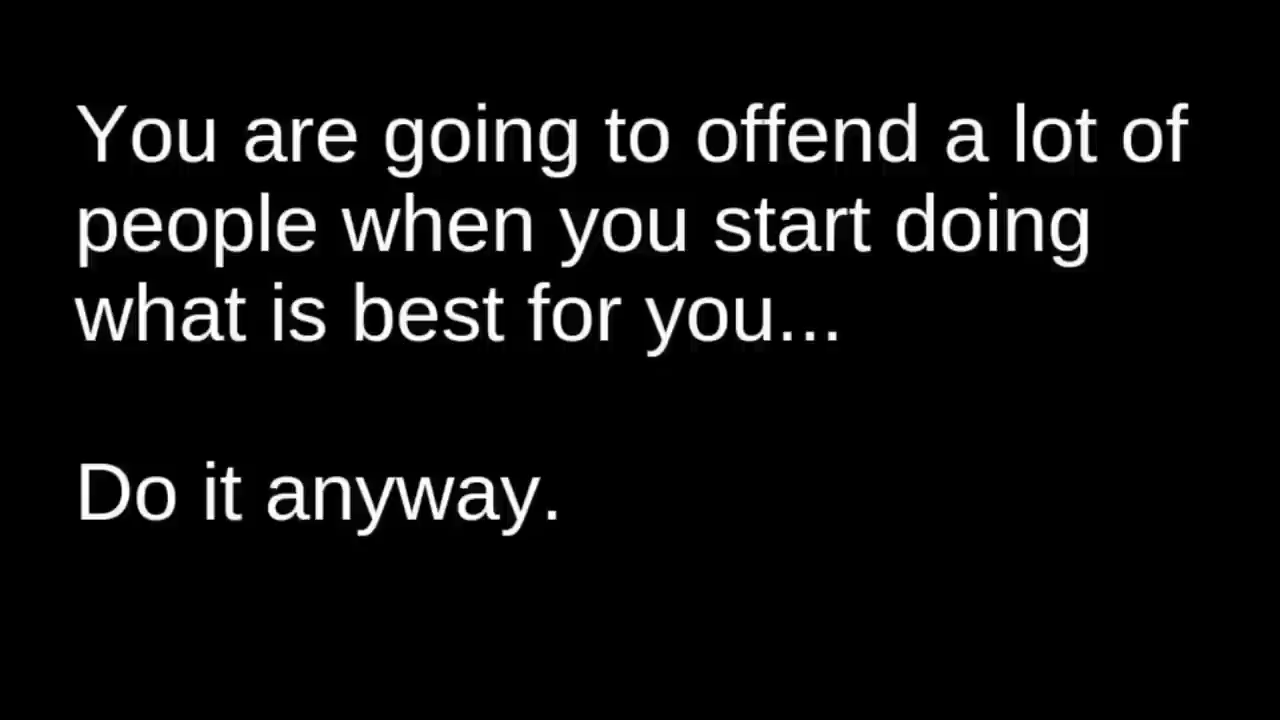 You are going to offend a lot of
people when you start doing
what is best for you...
Do it anyway.